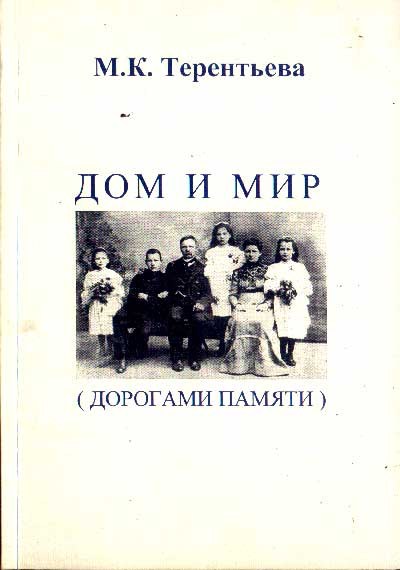 М.К. Терентьева
ДОМ И МИР
( ДОРОГАМИ ПАМЯТИ )